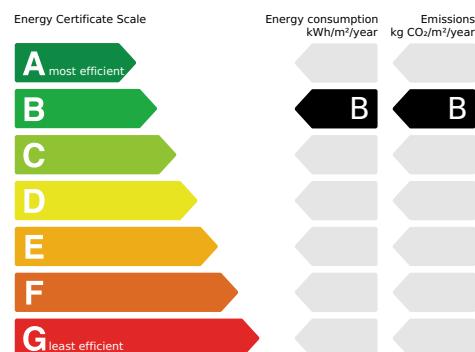 Energy Certificate Scale
Energy consumption
kWh/m²/year
Emissions
kg CO₂/m²/year
A most efficient
B B B
C
D
E
F
G least efficient